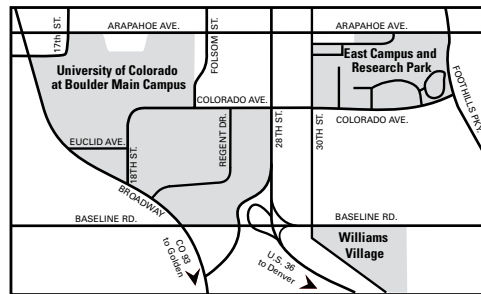 ARAPAHOE AVE.
ARAPAHOE AVE.
17th ST.
FOLSOM ST.
University of Colorado
at Boulder Main Campus
East Campus and
Research Park
FOOTHILLS PKY.
COLORADO AVE.
COLORADO AVE.
REGENT DR.
28TH ST.
30TH ST.
EUCLID AVE.
18TH ST.
BROADWAY
BASELINE RD.
BASELINE RD.
CO 93
to Golden
U.S. 36
to Denver
Williams
Village